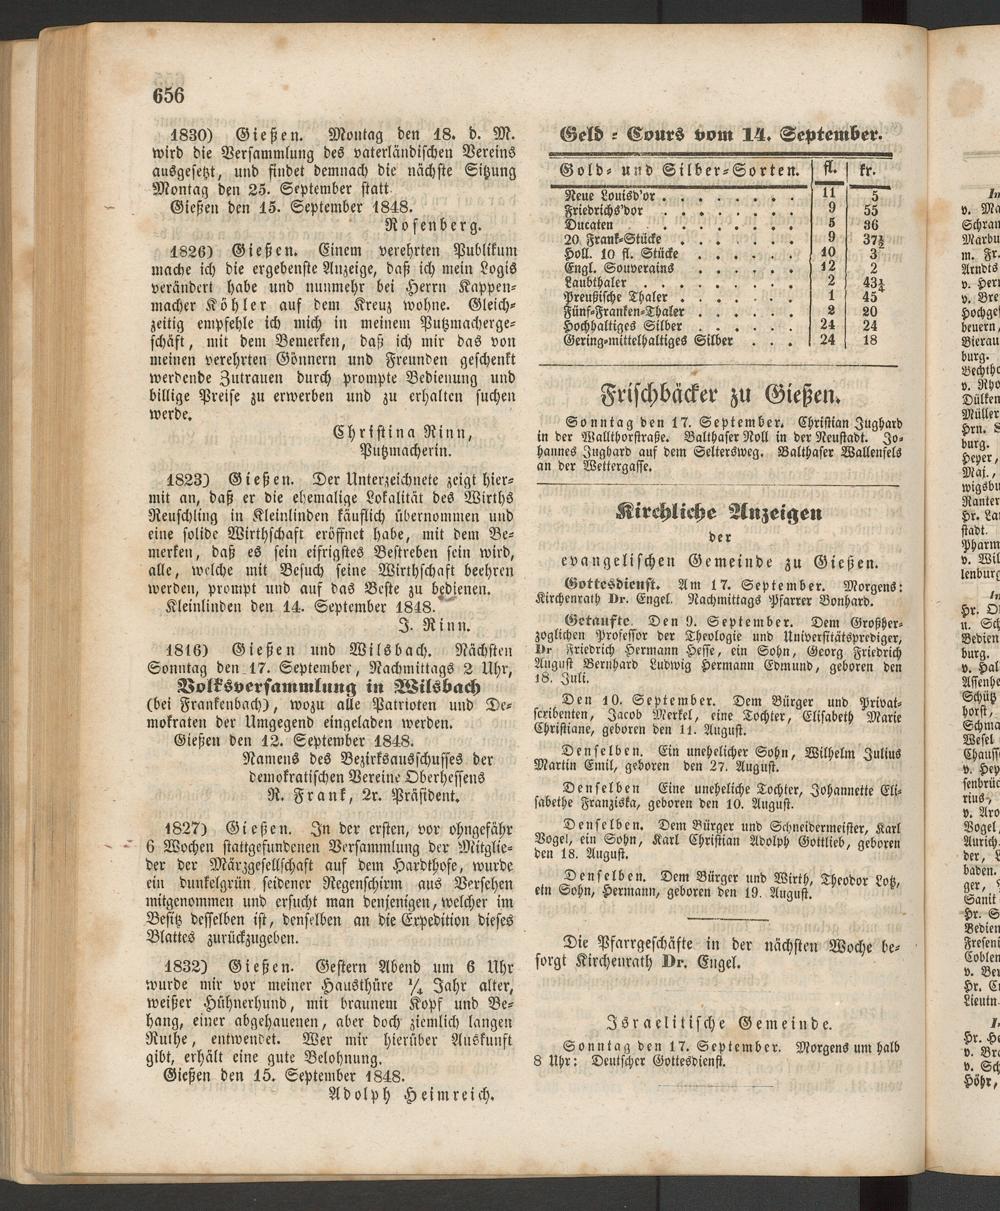 656
1830) Gießen. Montag den 18. d. M.
wird die Versammlung des vaterländischen Vereins
ausgesetzt, und findet demnach die nächste Sitzung
Montag den 25. September statt
Gießen den 15. September 1848.
Rosenberg.
1826) Gießen. Einem verehrten Publikum
mache ich die ergebenste Anzeige, daß ich mein Logis
verändert habe und nunmehr bei Herrn Kappen-
macher Köhler auf dem Kreuz wohne. Gleich-
zeitig empfehle ich mich in meinem Putzmacherge-
schäft, mit dem Bemerken, daß ich mir das von
meinen verehrten Gönnern und Freunden geschenkt
werdende Zutrauen durch prompte Bedienung und
billige Preise zu erwerben und zu erhalten suchen
werde.
Christina Rinn,
Putzmacherin.
1823) Gießen. Der Unterzeichnete zeigt hier-
mit an, daß er die ehemalige Lokalität des Wirths
Reuschling in Kleinlinden käuflich übernommen und
eine solide Wirthschaft eröffnet habe, mit dem Be-
merken, daß es sein eifrigstes Bestreben sein wird,
alle, welche mit Besuch seine Wirthschaft beehren
werden, prompt und auf das Beste zu bedienen.
Kleinlinden den 14. September 1848.
J. Rinn.
1816) Gießen und Wilsbach. Nächsten
Sonntag den 17. September, Nachmittags 2 Uhr,
Volksversammlung in Wilsbach
(bei Frankenbach), wozu alle Patrioten und De-
mokraten der Umgegend eingeladen werden.
Gießen den 12. September 1848.
Namens des Bezirksausschusses der
demokratischen Vereine Oberhessens
R. Frank, 2r. Präsident.
1827) Gießen. In der ersten, vor ohngefähr
6 Wochen stattgefundenen Versammlung der Mitglie-
der der Märzgesellschaft auf dem Hardthofe, wurde
ein dunkelgrün seidener Regenschirm aus Versehen
mitgenommen und ersucht man denjenigen, welcher im
Besitz desselben ist, denselben an die Expedition dieses
Blattes zurückzugeben.
1832) Gießen. Gestern Abend um 6 Uhr
wurde mir vor meiner Hausthüre ¼ Jahr alter,
weißer Hühnerhund, mit braunem Kopf und Be-
hang, einer abgehauenen, aber doch ziemlich langen
Ruthe, entwendet. Wer mir hierüber Auskunft
gibt, erhält eine gute Belohnung.
Gießen den 15. September 1848.
Adolph Heimreich.
Geld-Cours vom 14. September.
Gold- und Silber-Sorten. fl. kr.
Neue Louisd'or . . . . . . . 11 5
Friedrichs'dor . . . . . . . 9 55
Ducaten . . . . . . . 5 36
20 Frank-Stücke . . . . . . 9 37½
Holl. 10 fl. Stücke . . . . . . 10 3
Engl. Souverains . . . . . . 12 2
Laubthaler . . . . . . . 2 43¼
Preußische Thaler . . . . . . 1 45
Fünf-Franken-Thaler . . . . . . 2 20
Hochhaltiges Silber . . . . . . 24 24
Gering-mittelhaltiges Silber . . . 24 18
Frischbäcker zu Gießen.
Sonntag den 17. September. Christian Jughard
in der Wallthorstraße. Balthaser Noll in der Neustadt. Jo-
hannes Jughard auf dem Seltersweg. Balthaser Wallenfels
an der Wettergasse.
Kirchliche Anzeigen
der
evangelischen Gemeinde zu Gießen.
Gottesdienst. Am 17. September. Morgens:
Kirchenrath Dr. Engel. Nachmittags Pfarrer Bonhard.
Getaufte. Den 9. September. Dem Großher-
zoglichen Professor der Theologie und Universitätsprediger,
Dr Friedrich Hermann Hesse, ein Sohn, Georg Friedrich
August Bernhard Ludwig Hermann Edmund, geboren den
18. Juli.
Den 10. September. Dem Bürger und Privat-
scribenten, Jacob Merkel, eine Tochter, Elisabeth Marie
Christiane, geboren den 11. August.
Denselben. Ein unehelicher Sohn, Wilhelm Julius
Martin Emil, geboren den 27. August.
Denselben Eine uneheliche Tochter, Johannette Eli-
sabethe Franziska, geboren den 10. August.
Denselben. Dem Bürger und Schneidermeister, Karl
Vogel, ein Sohn, Karl Christian Adolph Gottlieb, geboren
den 18. August.
Denselben. Dem Bürger und Wirth, Theodor Lotz,
ein Sohn, Hermann, geboren den 19. August.
Die Pfarrgeschäfte in der nächsten Woche be-
sorgt Kirchenrath Dr. Engel.
Israelitische Gemeinde.
Sonntag den 17. September. Morgens um halb
8 Uhr: Deutscher Gottesdienst.